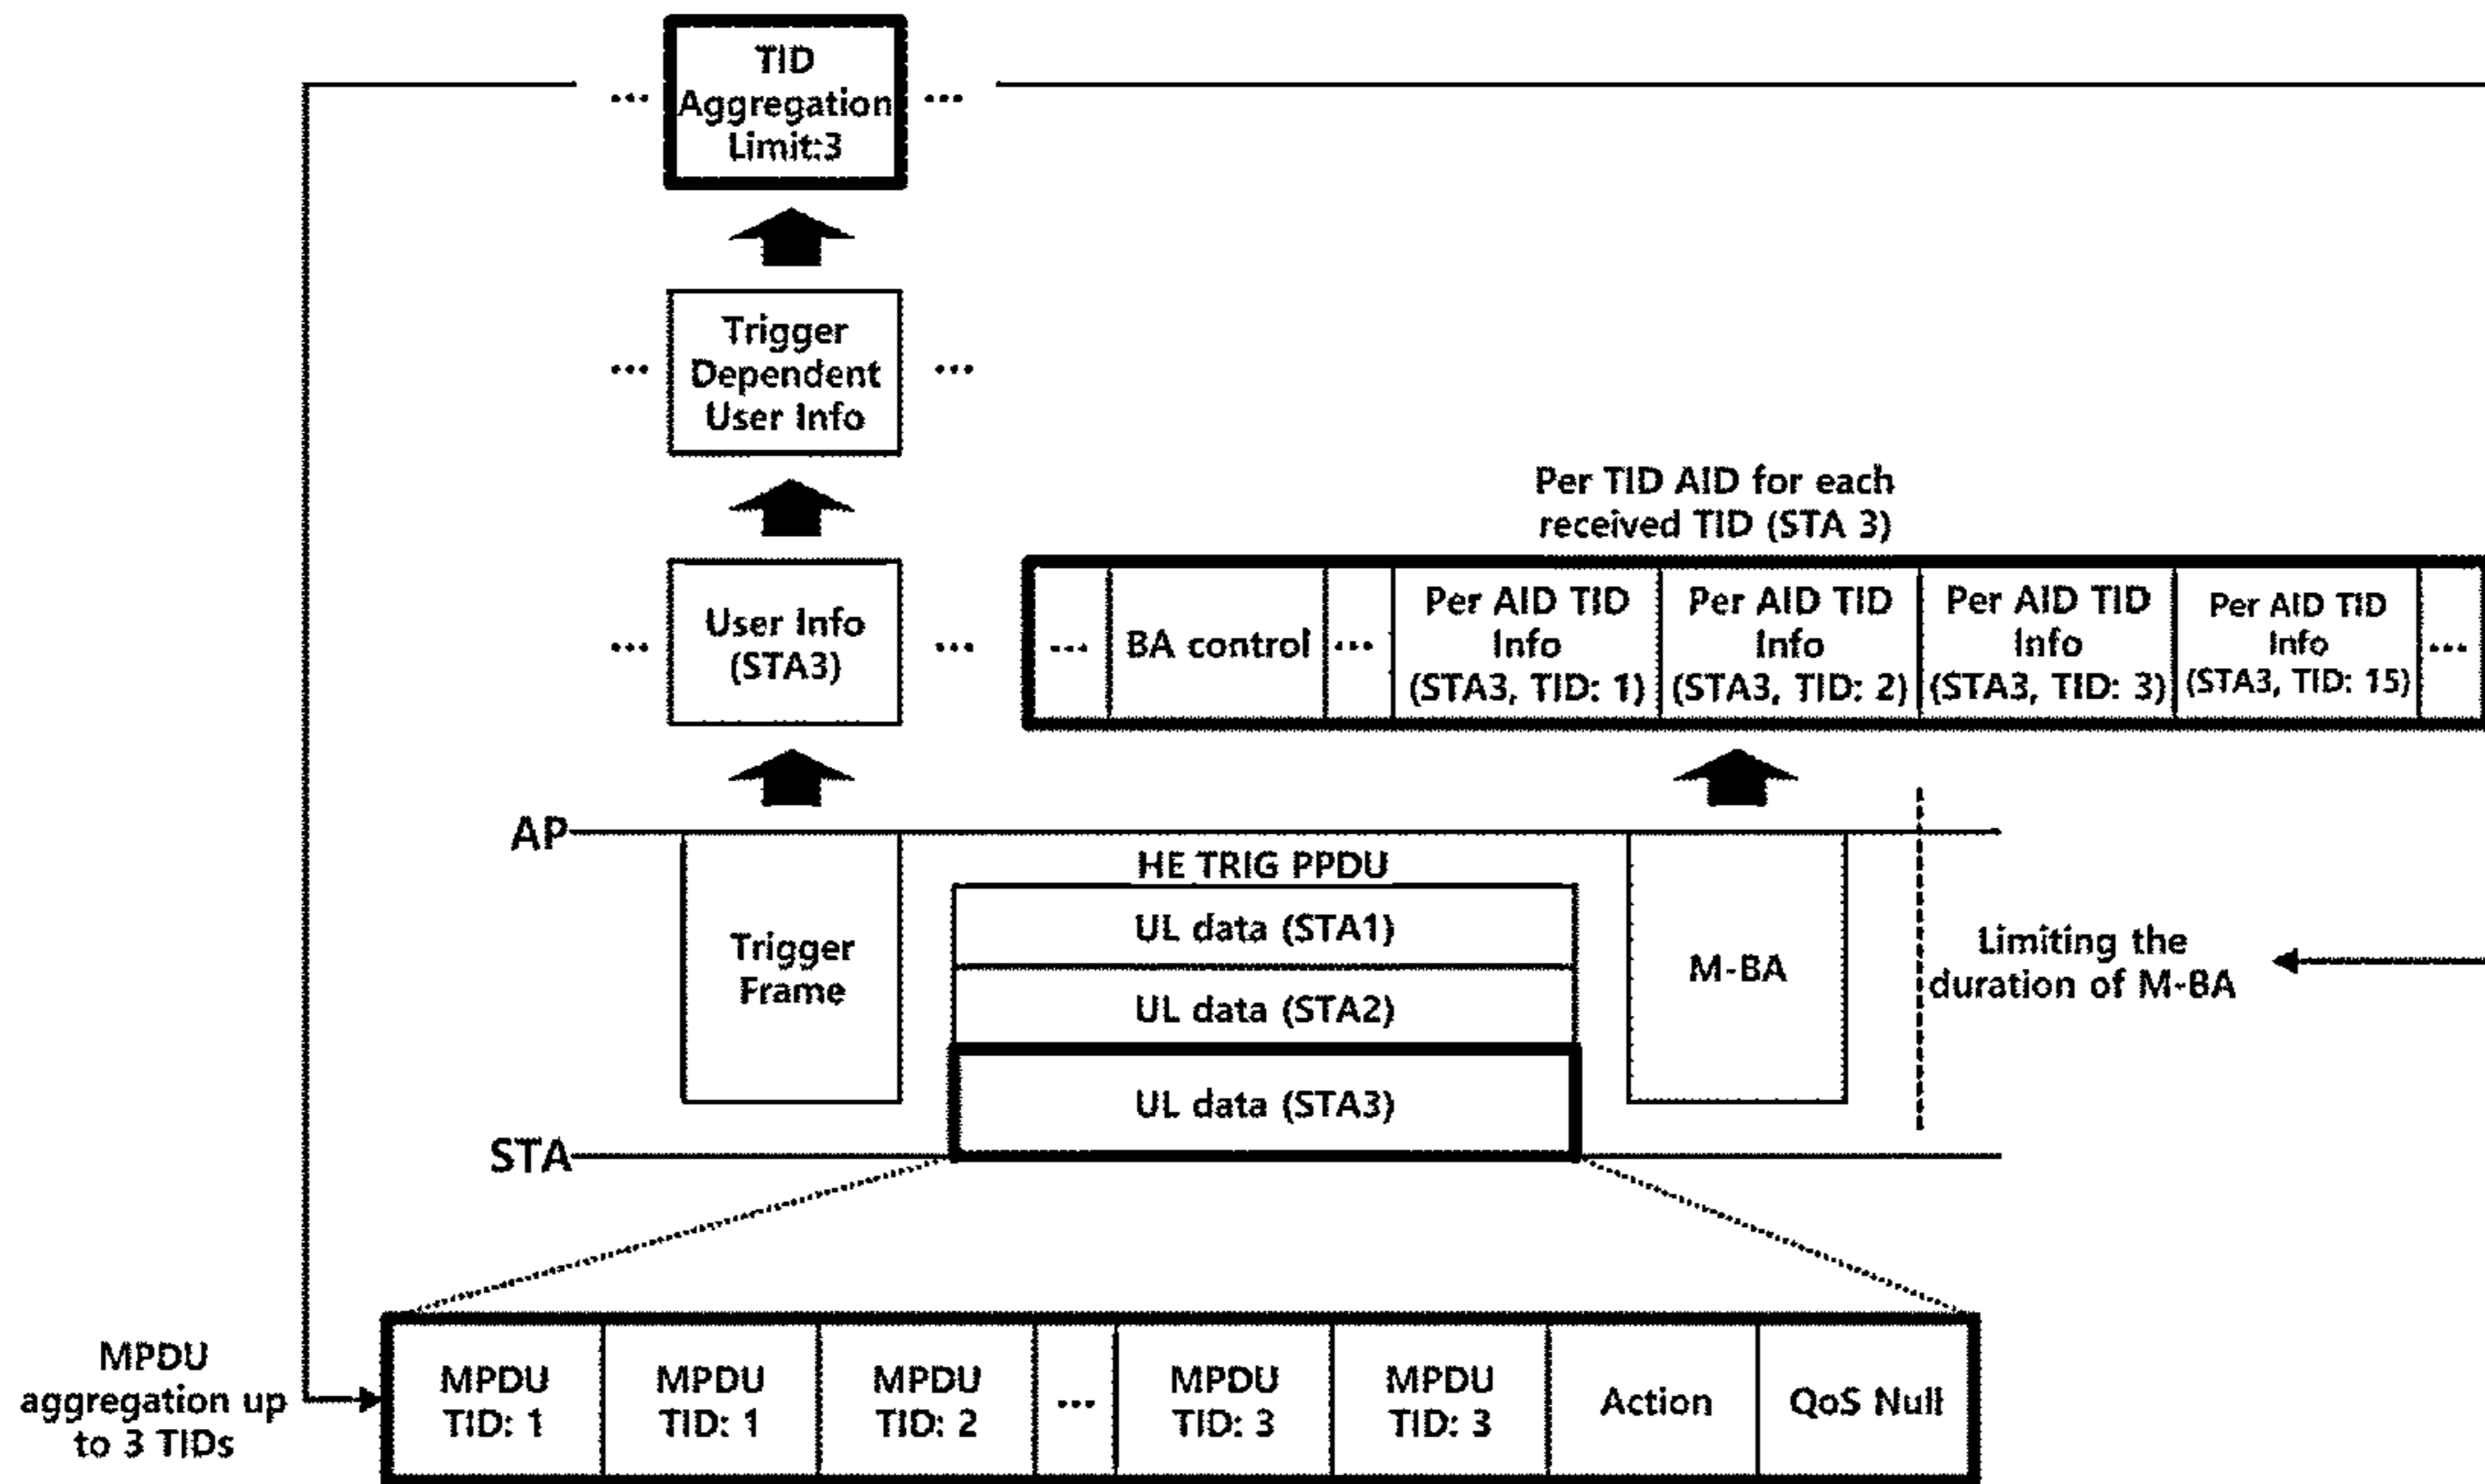 TID
Aggregation
Limit:3
...
...
Trigger
Dependent
User Info
...
...
Per TID AID for each
received TID (STA 3)
User Info
(STA3)
...
...
...
BA control
...
Per AID TID
Info
(STA3, TID: 1)
Per AID TID
Info
(STA3, TID: 2)
Per AID TID
Info
(STA3, TID: 3)
Per AID TID
Info
(STA3, TID: 15)
...
AP
Trigger
Frame
HE TRIG PPDU
UL data (STA1)
UL data (STA2)
UL data (STA3)
M-BA
Limiting the
duration of M-BA
STA
MPDU
aggregation up
to 3 TIDs
MPDU
TID: 1
MPDU
TID: 1
MPDU
TID: 2
...
MPDU
TID: 3
MPDU
TID: 3
Action
QoS Null